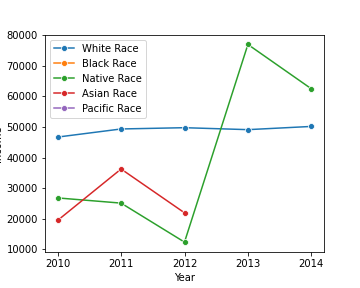 80000
70000
60000
50000
40000
30000
20000
10000
White Race
Black Race
Native Race
Asian Race
Pacific Race
2010 2011 2012 2013 2014
Year